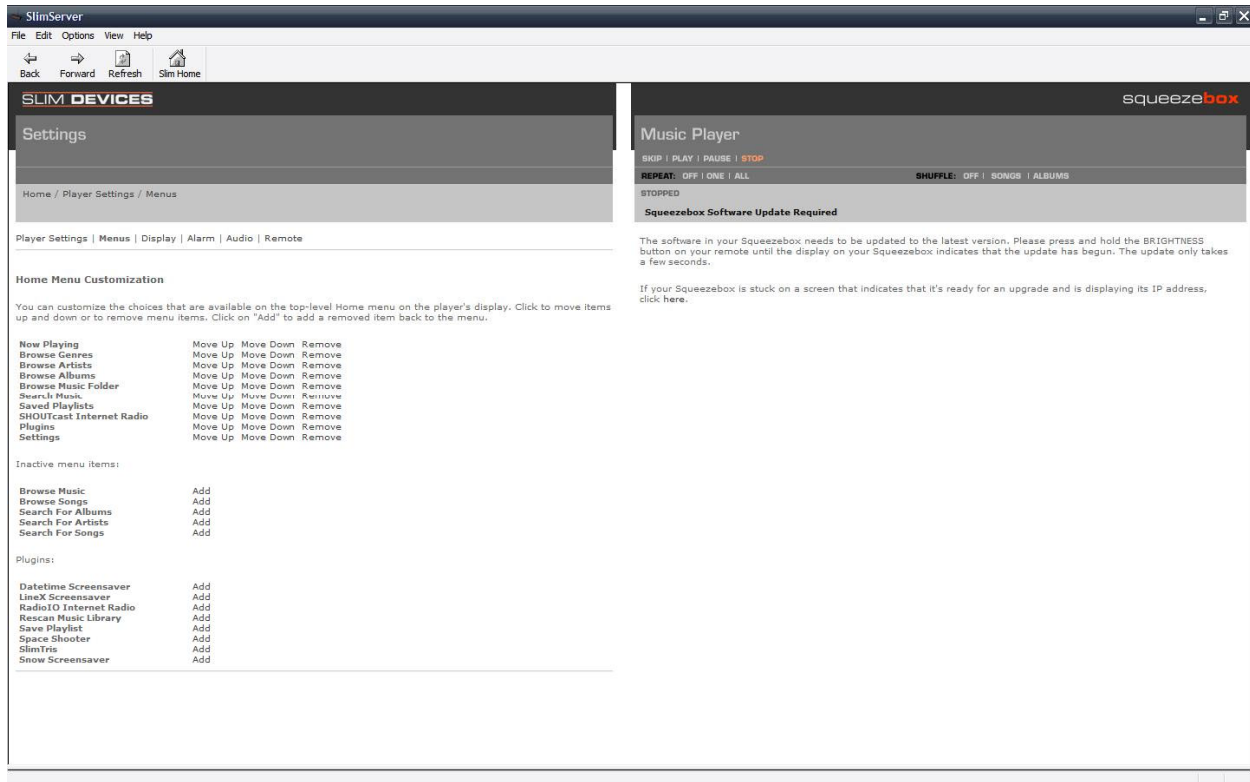 SlimServer
File Edit Options View Help
Back Forward Refresh Slim Home
SLIM DEVICES
Settings
Home / Player Settings / Menus
Player Settings | Menus | Display | Alarm | Audio | Remote
Home Menu Customization
You can customize the choices that are available on the top-level Home menu on the player's display. Click to move items
up and down or to remove menu items. Click on "Add" to add a removed item back to the menu.
Now Playing Move Up Move Down Remove
Browse Genres Move Up Move Down Remove
Browse Artists Move Up Move Down Remove
Browse Albums Move Up Move Down Remove
Browse Music Folder Move Up Move Down Remove
Search Music Move Up Move Down Remove
Saved Playlists Move Up Move Down Remove
SHOUTcast Internet Radio Move Up Move Down Remove
Plugins Move Up Move Down Remove
Settings Move Up Move Down Remove
Inactive menu items:
Browse Music Add
Browse Songs Add
Search For Albums Add
Search For Artists Add
Search For Songs Add
Plugins:
Datetime Screensaver Add
LineX Screensaver Add
RadioIO Internet Radio Add
Rescan Music Library Add
Save Playlist Add
Space Shooter Add
SlimTris Add
Snow Screensaver Add
squeezebox
Music Player
SKIP | PLAY | PAUSE | STOP
REPEAT: OFF | ONE | ALL SHUFFLE: OFF | SONGS | ALBUMS
STOPPED
Squeezebox Software Update Required
The software in your Squeezebox needs to be updated to the latest version. Please press and hold the BRIGHTNESS
button on your remote until the display on your Squeezebox indicates that the update has begun. The update only takes
a few seconds.
If your Squeezebox is stuck on a screen that indicates that it's ready for an upgrade and is displaying its IP address,
click here.